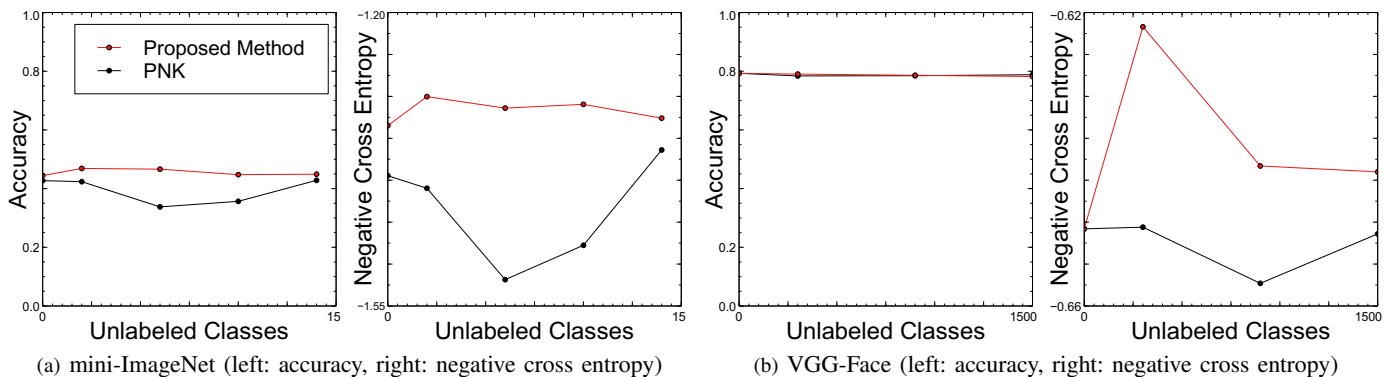 1.0
0.8
0.2
0.0
Accuracy
Proposed Method
PNK
0
15
Unlabeled Classes
−1.20
−1.55
Negative Cross Entropy
0
15
Unlabeled Classes
(a) mini-ImageNet (left: accuracy, right: negative cross entropy)
1.0
0.8
0.2
0.0
Accuracy
0
1500
Unlabeled Classes
−0.62
−0.66
Negative Cross Entropy
0
1500
Unlabeled Classes
(b) VGG-Face (left: accuracy, right: negative cross entropy)